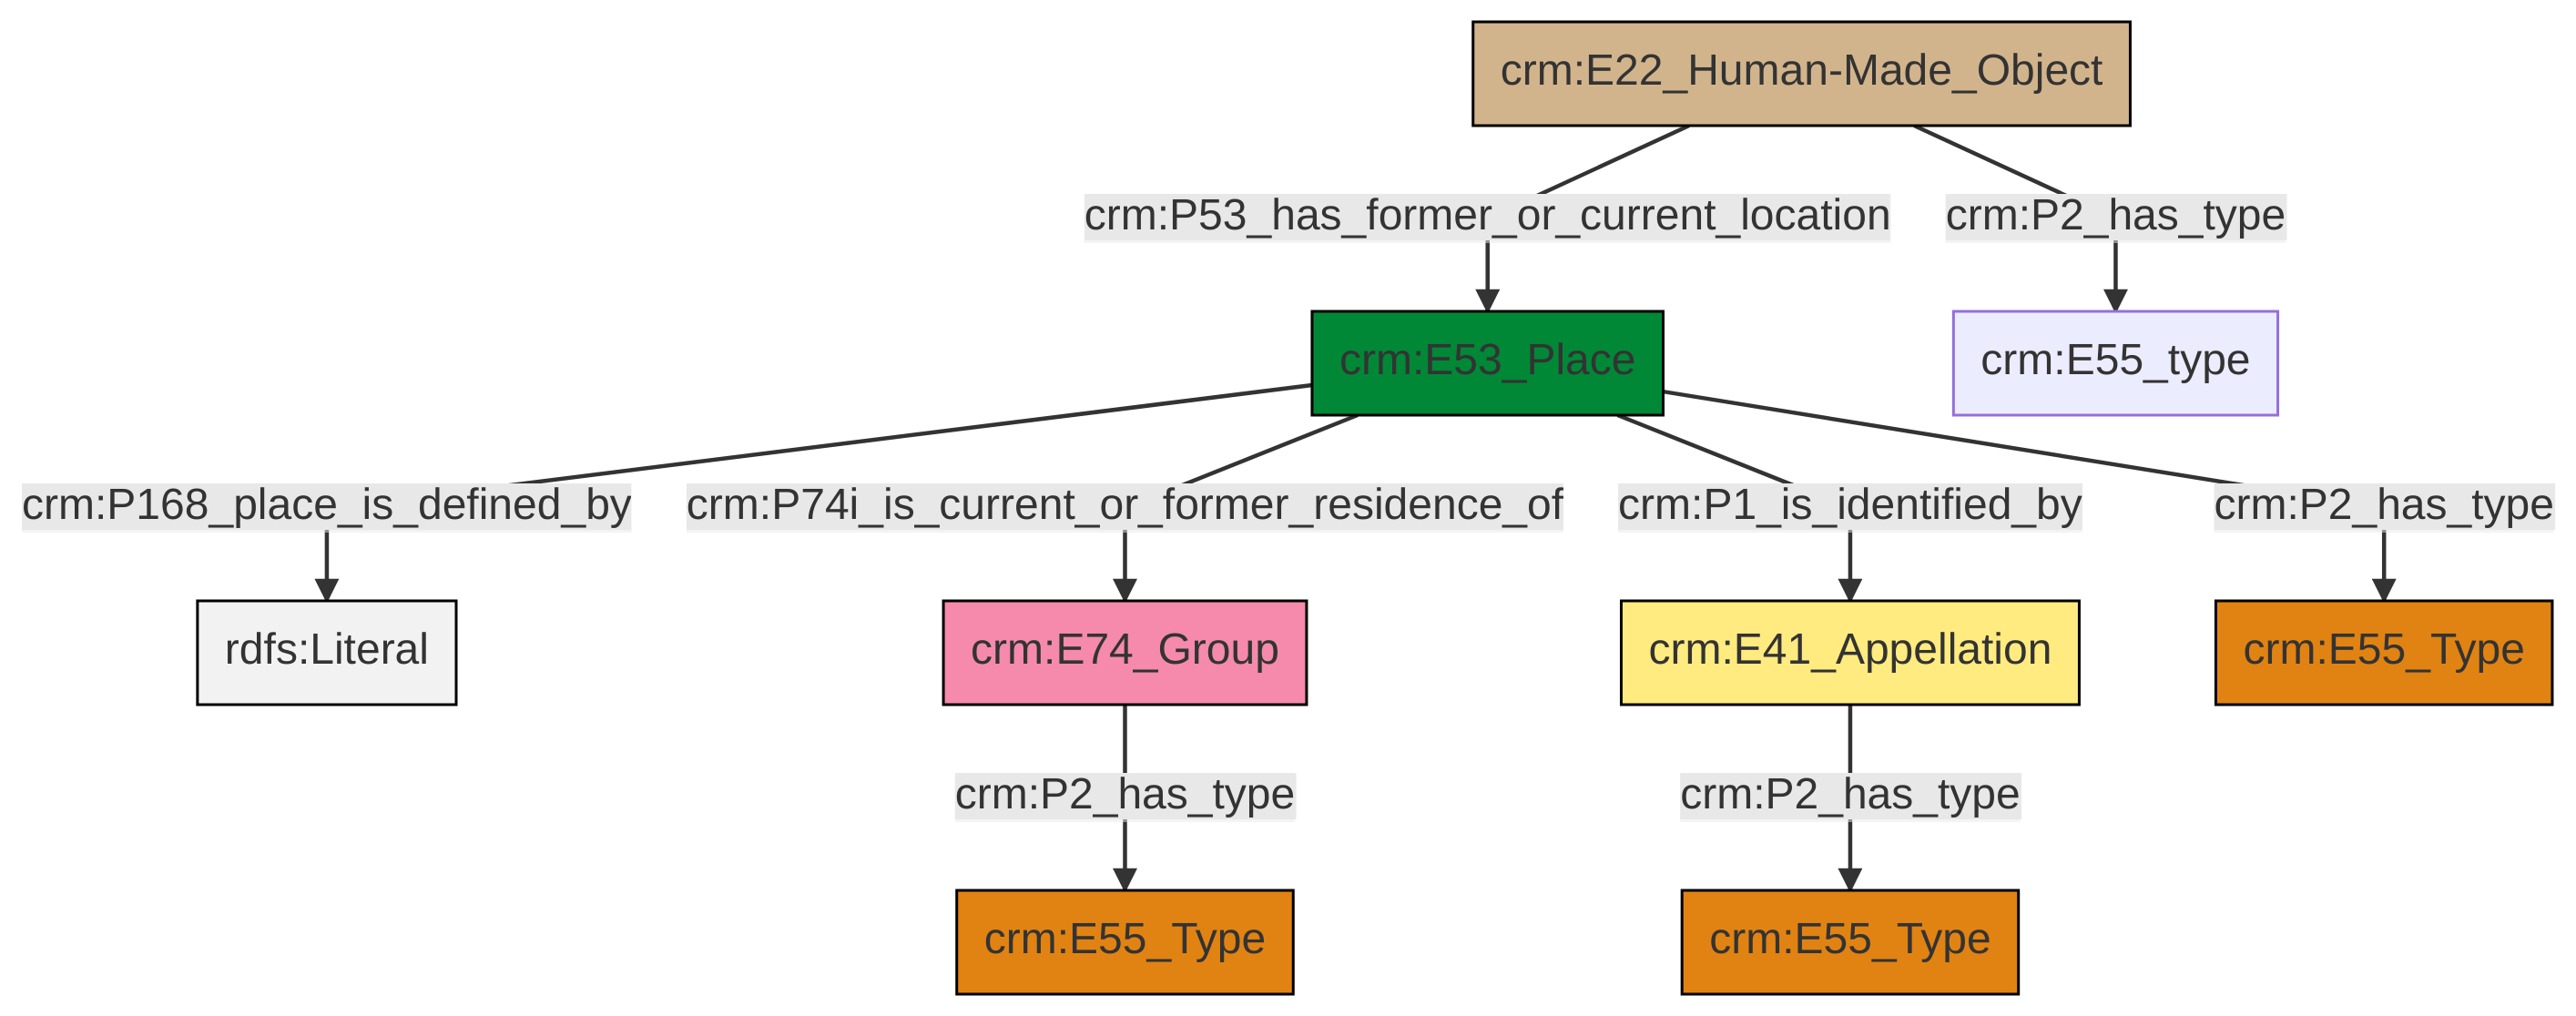 crm:E22_Human-Made_Object
crm:P53_has_former_or_current_location
crm:P2_has_type
crm:E53_Place
crm:E55_type
crm:P168_place_is_defined_by
crm:P74i_is_current_or_former_residence_of
crm:P1_is_identified_by
crm:P2_has_type
rdfs:Literal
crm:E74_Group
crm:E41_Appellation
crm:E55_Type
crm:P2_has_type
crm:P2_has_type
crm:E55_Type
crm:E55_Type